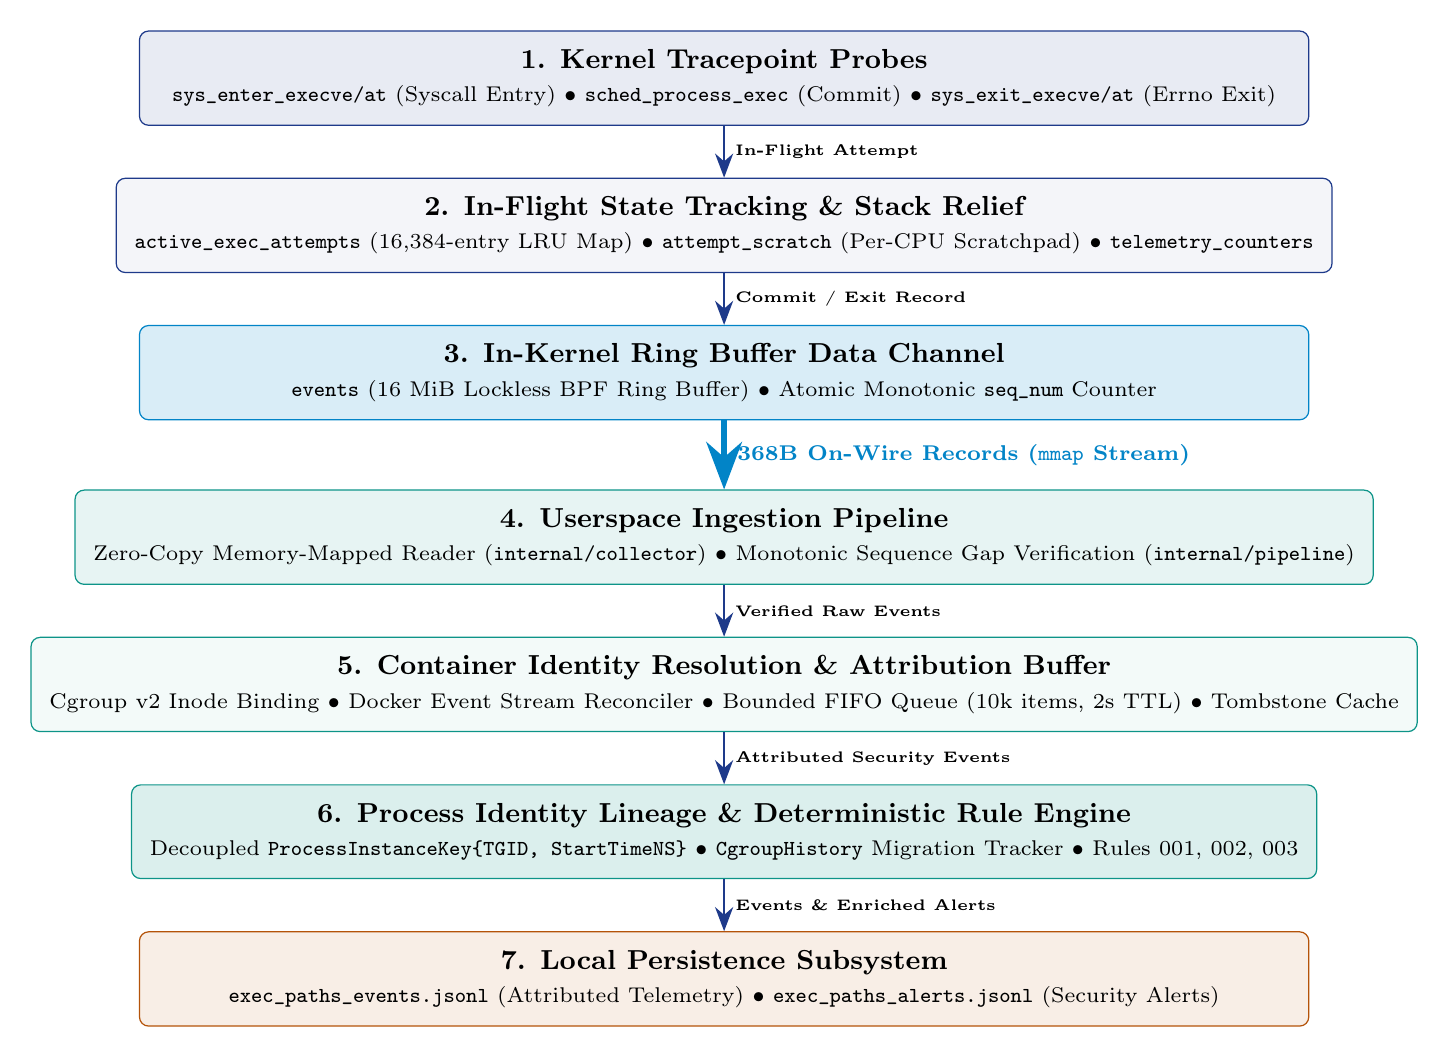 1. Kernel Tracepoint Probes
sys_enter_execve/at (Syscall Entry) • sched_process_exec (Commit) • sys_exit_execve/at (Errno Exit)
In-Flight Attempt
2. In-Flight State Tracking & Stack Relief
active_exec_attempts (16,384-entry LRU Map) • attempt_scratch (Per-CPU Scratchpad) • telemetry_counters
Commit / Exit Record
3. In-Kernel Ring Buffer Data Channel
events (16 MiB Lockless BPF Ring Buffer) • Atomic Monotonic seq_num Counter
368B On-Wire Records (mmap Stream)
4. Userspace Ingestion Pipeline
Zero-Copy Memory-Mapped Reader (internal/collector) • Monotonic Sequence Gap Verification (internal/pipeline)
Verified Raw Events
5. Container Identity Resolution & Attribution Buffer
Cgroup v2 Inode Binding • Docker Event Stream Reconciler • Bounded FIFO Queue (10k items, 2s TTL) • Tombstone Cache
Attributed Security Events
6. Process Identity Lineage & Deterministic Rule Engine
Decoupled ProcessInstanceKey{TGID, StartTimeNS} • CgroupHistory Migration Tracker • Rules 001, 002, 003
Events & Enriched Alerts
7. Local Persistence Subsystem
exec_paths_events.jsonl (Attributed Telemetry) • exec_paths_alerts.jsonl (Security Alerts)